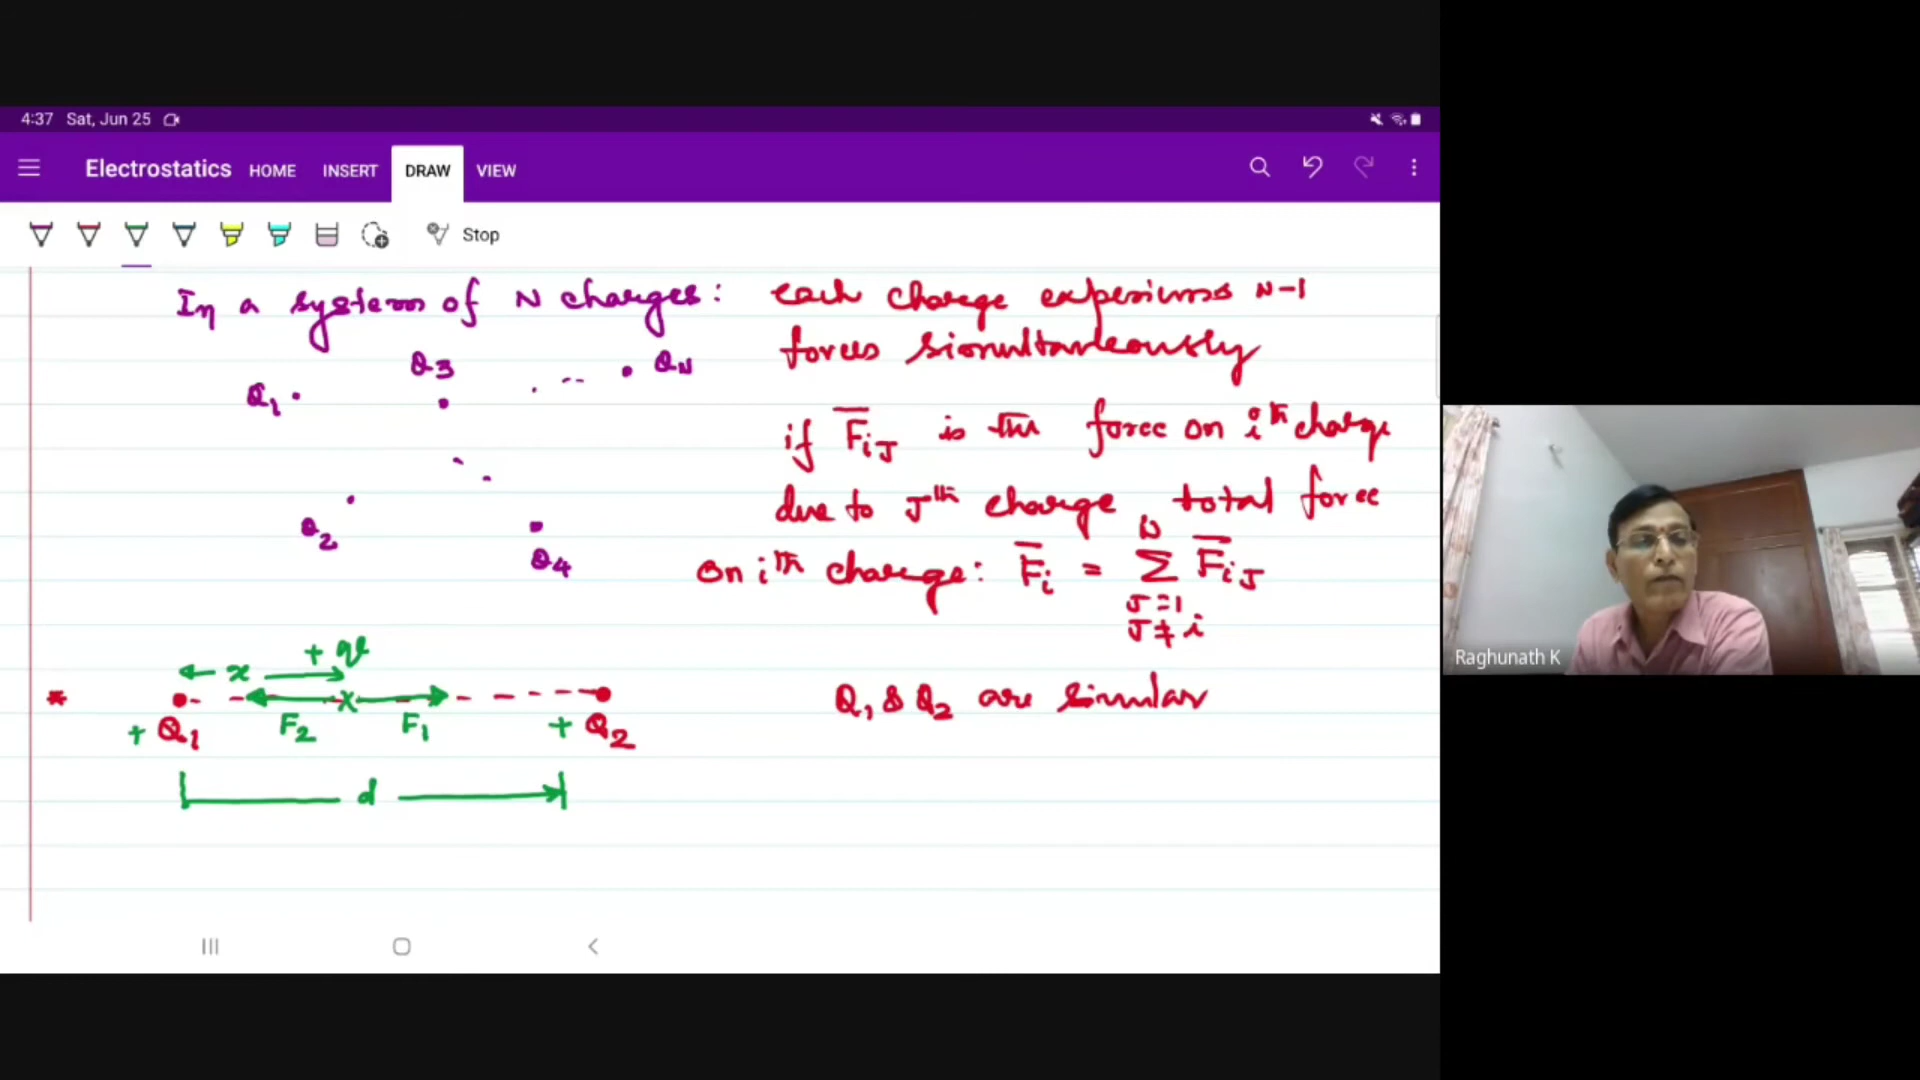 4:37 Sat, Jun 25
Electrostatics HOME INSERT DRAW VIEW
Stop
In a system of N charges: each charge experiences N-1
forces simultaneously
Q1 Q3 QN
if F̅iJ is the force on ith charge
due to Jth charge total force
Q2 Q4
on ith charge: F̅i = N Σ J=1 J≠i F̅iJ
x + q
* F2 x F1
+ Q1 + Q2
Q1 & Q2 are similar
d
Raghunath K